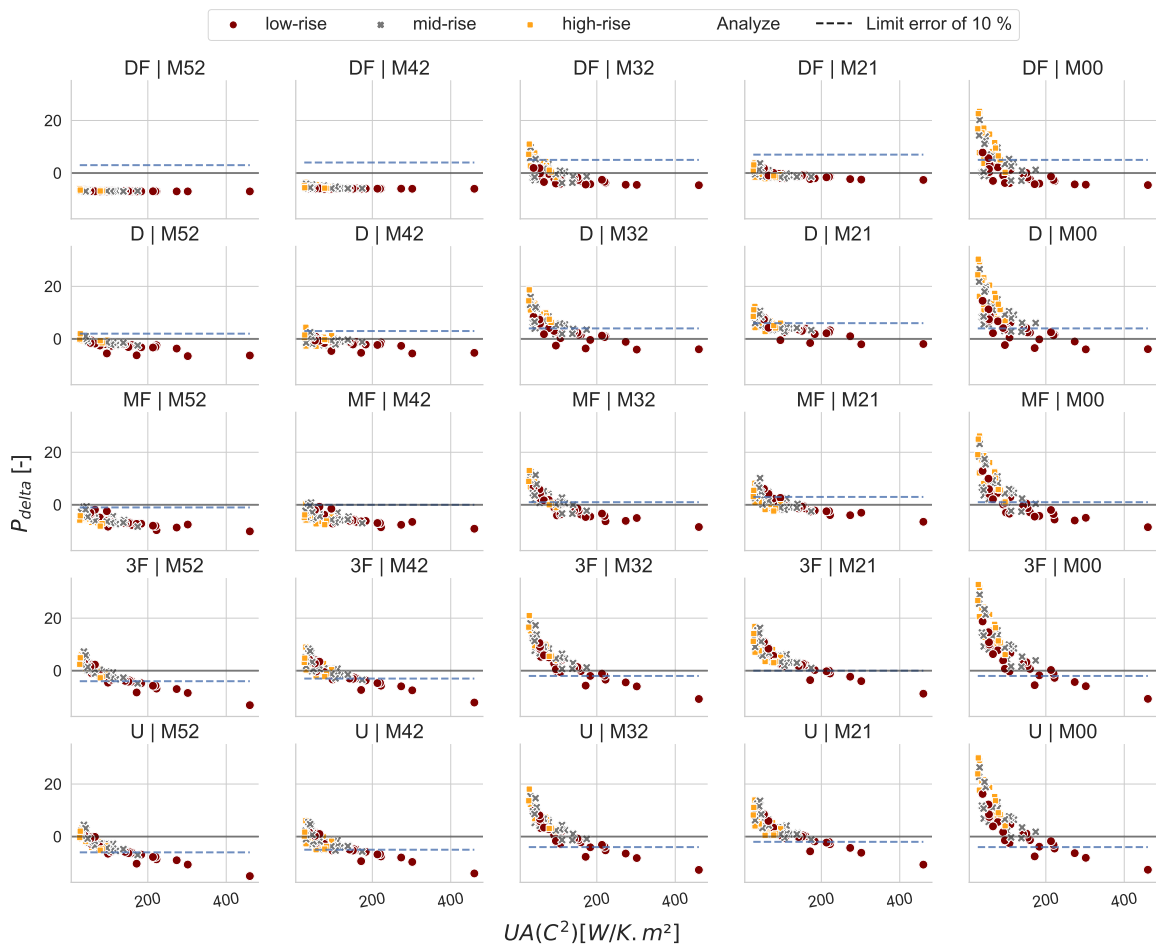 low-rise mid-rise high-rise Analyze Limit error of 10 %
DF | M52 DF | M42 DF | M32 DF | M21 DF | M00
20
0
D | M52 D | M42 D | M32 D | M21 D | M00
20
0
MF | M52 MF | M42 MF | M32 MF | M21 MF | M00
20
0
P_delta [-]
3F | M52 3F | M42 3F | M32 3F | M21 3F | M00
20
0
U | M52 U | M42 U | M32 U | M21 U | M00
20
0
200 400 200 400 200 400 200 400 200 400
UA(C²)[W/K.m²]